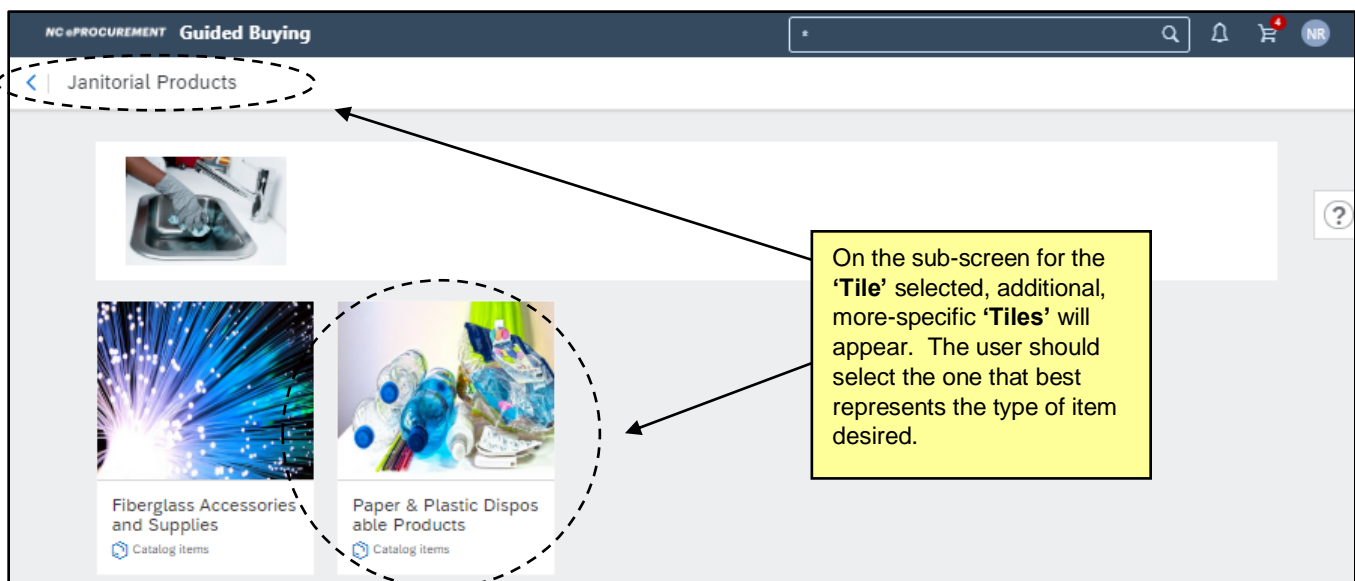 NC ePROCUREMENT Guided Buying
*
4
NR
Janitorial Products
?
On the sub-screen for the
‘Tile’ selected, additional,
more-specific ‘Tiles’ will
appear. The user should
select the one that best
represents the type of item
desired.
Fiberglass Accessories
and Supplies
Catalog items
Paper & Plastic Dispos
able Products
Catalog items